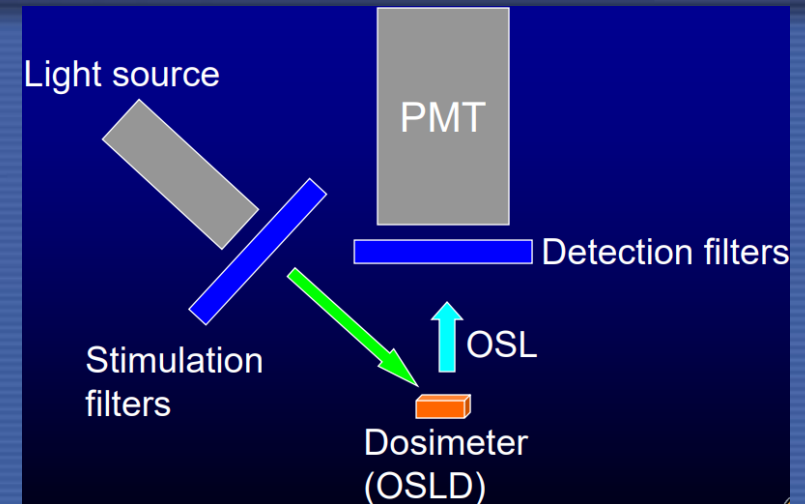 Light source
PMT
Detection filters
OSL
Stimulation
filters
Dosimeter
(OSLD)